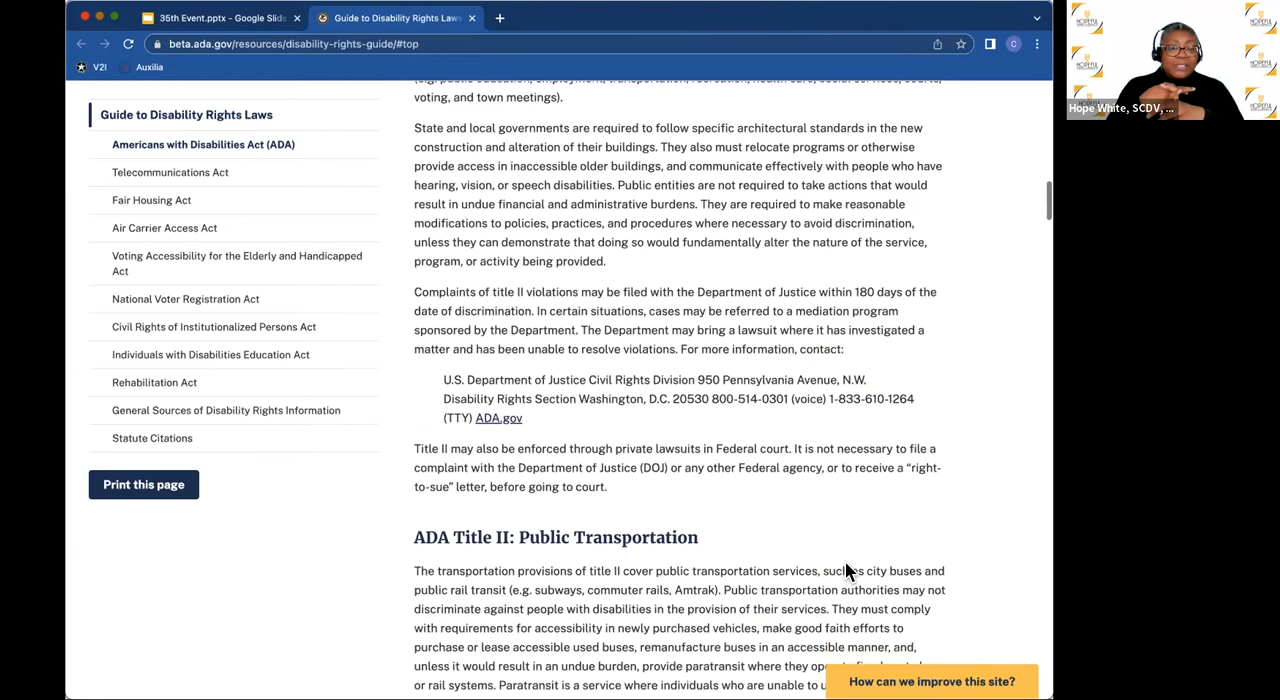 35th Event.pptx - Google Slide
Guide to Disability Rights Laws
beta.ada.gov/resources/disability-rights-guide/#top
C
V2I
Auxilia
Guide to Disability Rights Laws
Americans with Disabilities Act (ADA)
Telecommunications Act
Fair Housing Act
Air Carrier Access Act
Voting Accessibility for the Elderly and Handicapped
Act
National Voter Registration Act
Civil Rights of Institutionalized Persons Act
Individuals with Disabilities Education Act
Rehabilitation Act
General Sources of Disability Rights Information
Statute Citations
Print this page
voting, and town meetings).
State and local governments are required to follow specific architectural standards in the new
construction and alteration of their buildings. They also must relocate programs or otherwise
provide access in inaccessible older buildings, and communicate effectively with people who have
hearing, vision, or speech disabilities. Public entities are not required to take actions that would
result in undue financial and administrative burdens. They are required to make reasonable
modifications to policies, practices, and procedures where necessary to avoid discrimination,
unless they can demonstrate that doing so would fundamentally alter the nature of the service,
program, or activity being provided.
Complaints of title II violations may be filed with the Department of Justice within 180 days of the
date of discrimination. In certain situations, cases may be referred to a mediation program
sponsored by the Department. The Department may bring a lawsuit where it has investigated a
matter and has been unable to resolve violations. For more information, contact:
U.S. Department of Justice Civil Rights Division 950 Pennsylvania Avenue, N.W.
Disability Rights Section Washington, D.C. 20530 800-514-0301 (voice) 1-833-610-1264
(TTY) ADA.gov
Title II may also be enforced through private lawsuits in Federal court. It is not necessary to file a
complaint with the Department of Justice (DOJ) or any other Federal agency, or to receive a “right-
to-sue” letter, before going to court.
ADA Title II: Public Transportation
The transportation provisions of title II cover public transportation services, such as city buses and
public rail transit (e.g. subways, commuter rails, Amtrak). Public transportation authorities may not
discriminate against people with disabilities in the provision of their services. They must comply
with requirements for accessibility in newly purchased vehicles, make good faith efforts to
purchase or lease accessible used buses, remanufacture buses in an accessible manner, and,
unless it would result in an undue burden, provide paratransit where they
or rail systems. Paratransit is a service where individuals who are unable to
How can we improve this site?
Hope White, SCDV, ...